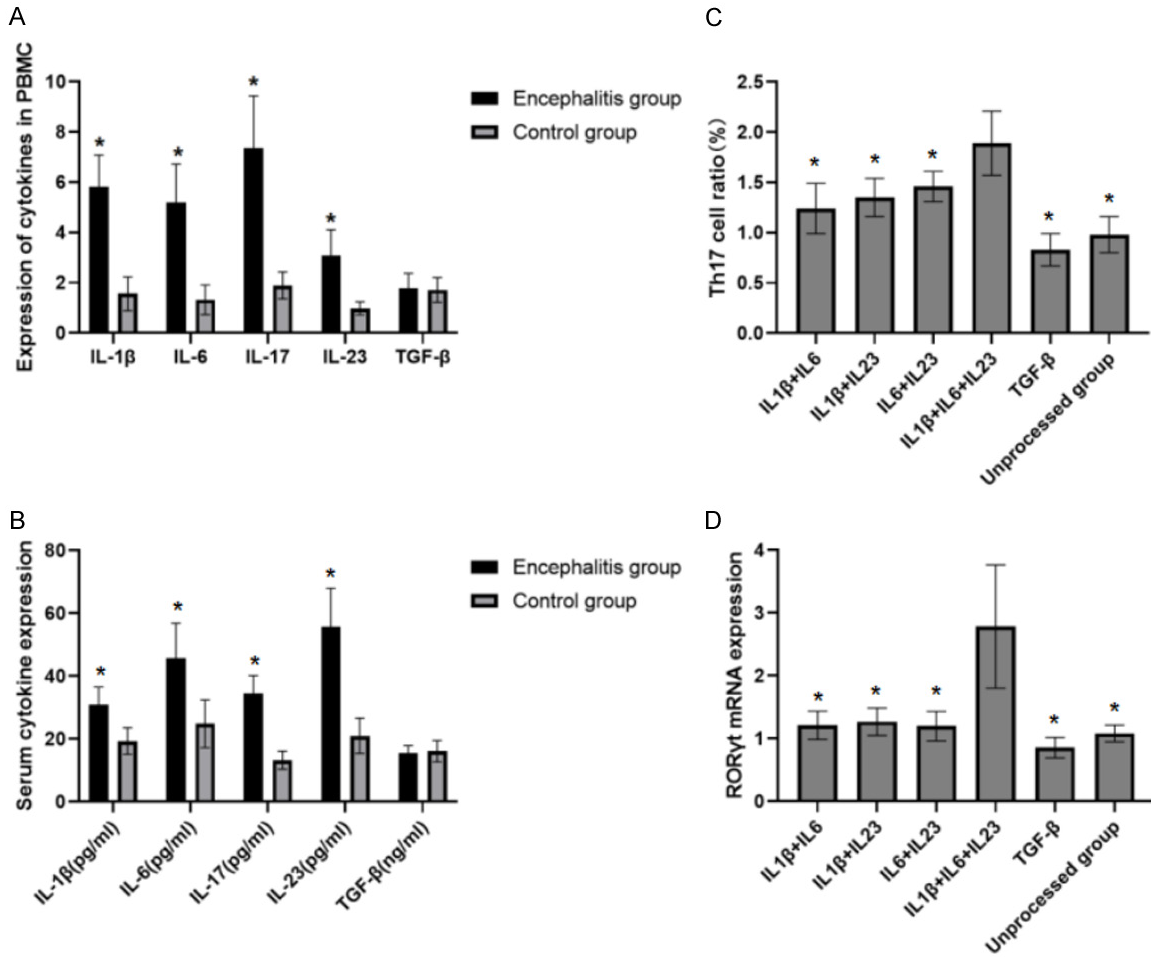 A
Expression of cytokines in PBMC
10
8
6
4
2
0
*
*
*
*
IL-1β
IL-6
IL-17
IL-23
TGF-β
Encephalitis group
Control group
C
Th17 cell ratio(%)
2.5
2.0
1.5
1.0
0.5
0.0
*
*
*
*
*
IL1β+IL6
IL1β+IL23
IL6+IL23
IL1β+IL6+IL23
TGF-β
Unprocessed group
B
Serum cytokine expression
80
60
40
20
0
*
*
*
*
IL-1β(pg/ml)
IL-6(pg/ml)
IL-17(pg/ml)
IL-23(pg/ml)
TGF-β(ng/ml)
Encephalitis group
Control group
D
RORγt mRNA expression
4
3
2
1
0
*
*
*
*
*
IL1β+IL6
IL1β+IL23
IL6+IL23
IL1β+IL6+IL23
TGF-β
Unprocessed group